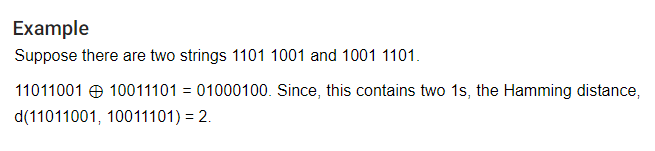 Example
Suppose there are two strings 1101 1001 and 1001 1101.
11011001 ⊕ 10011101 = 01000100. Since, this contains two 1s, the Hamming distance,
d(11011001, 10011101) = 2.